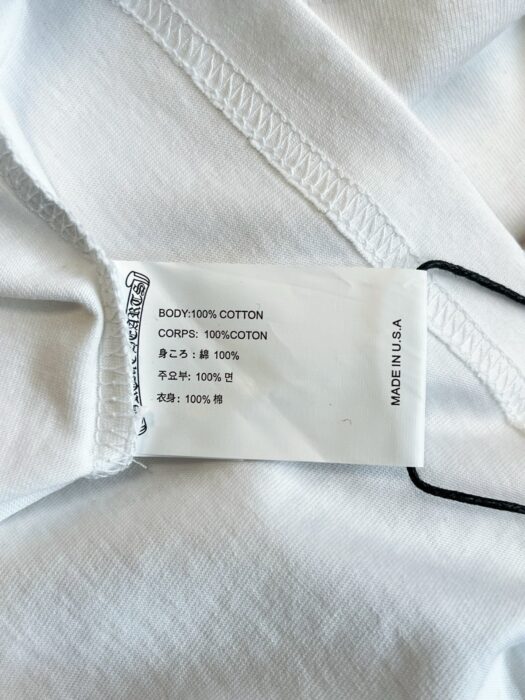 BODY:100% COTTON
CORPS: 100%COTON
身ころ : 綿 100%
주요부: 100% 면
衣身: 100% 棉
MADE IN U.S.A